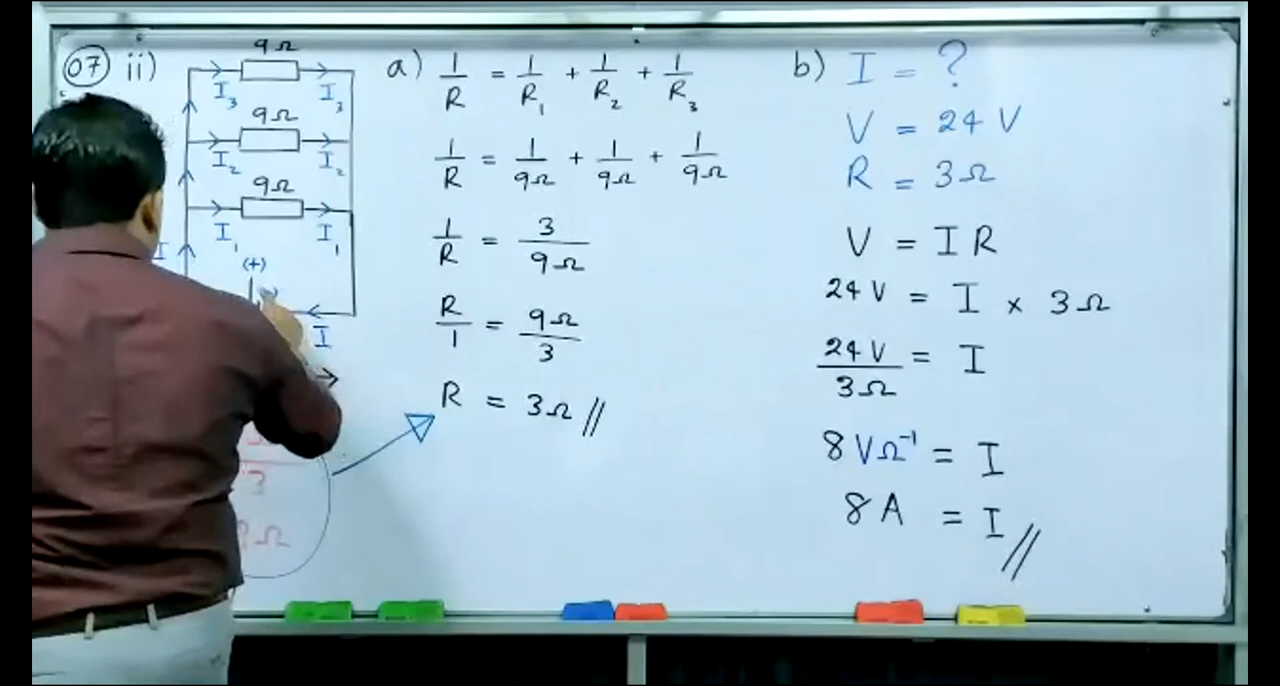 07 ii)
9Ω
I₃ I₃
9Ω
I₂ I₂
9Ω
I₁ I₁
I
(+)
I
a) 1/R = 1/R₁ + 1/R₂ + 1/R₃
1/R = 1/9Ω + 1/9Ω + 1/9Ω
1/R = 3/9Ω
R/1 = 9Ω/3
R = 3Ω //
b) I = ?
V = 24 V
R = 3Ω
V = I R
24 V = I × 3Ω
24 V/3Ω = I
8 VΩ⁻¹ = I
8 A = I //